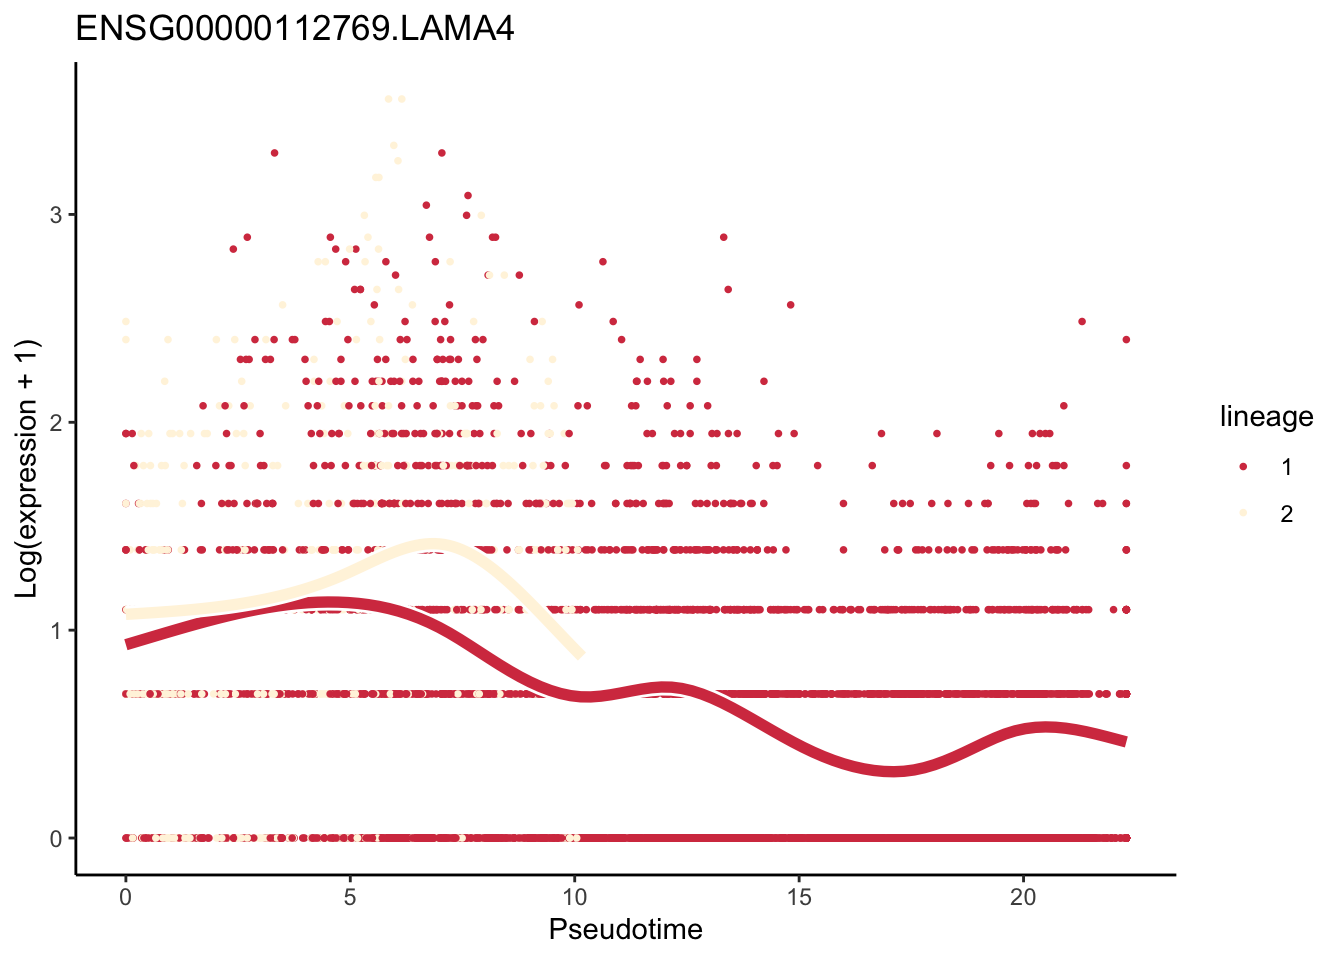 ENSG00000112769.LAMA4
Log(expression + 1)
3
2
1
0
0 5 10 15 20
Pseudotime
lineage
1
2